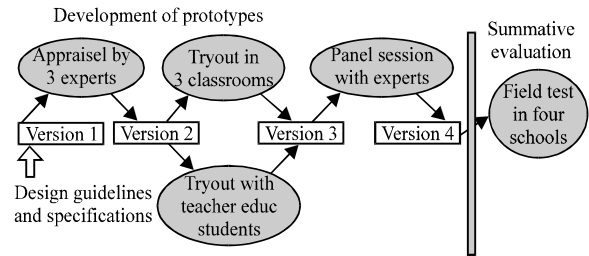 Development of prototypes
Summative
evaluation
Appraisel by
3 experts
Tryout in
3 classrooms
Panel session
with experts
Field test
in four
schools
Version 1
Version 2
Version 3
Version 4
Design guidelines
and specifications
Tryout with
teacher educ
students